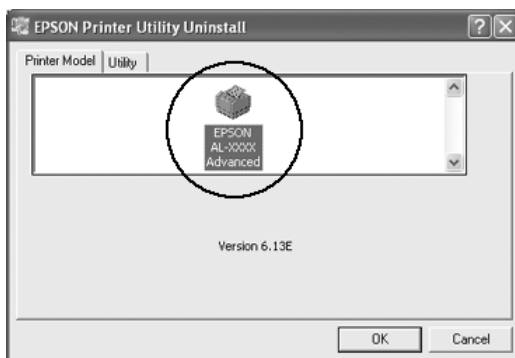 EPSON Printer Utility Uninstall
Printer Model
Utility
EPSON
AL-XXXX
Advanced
Version 6.13E
OK
Cancel